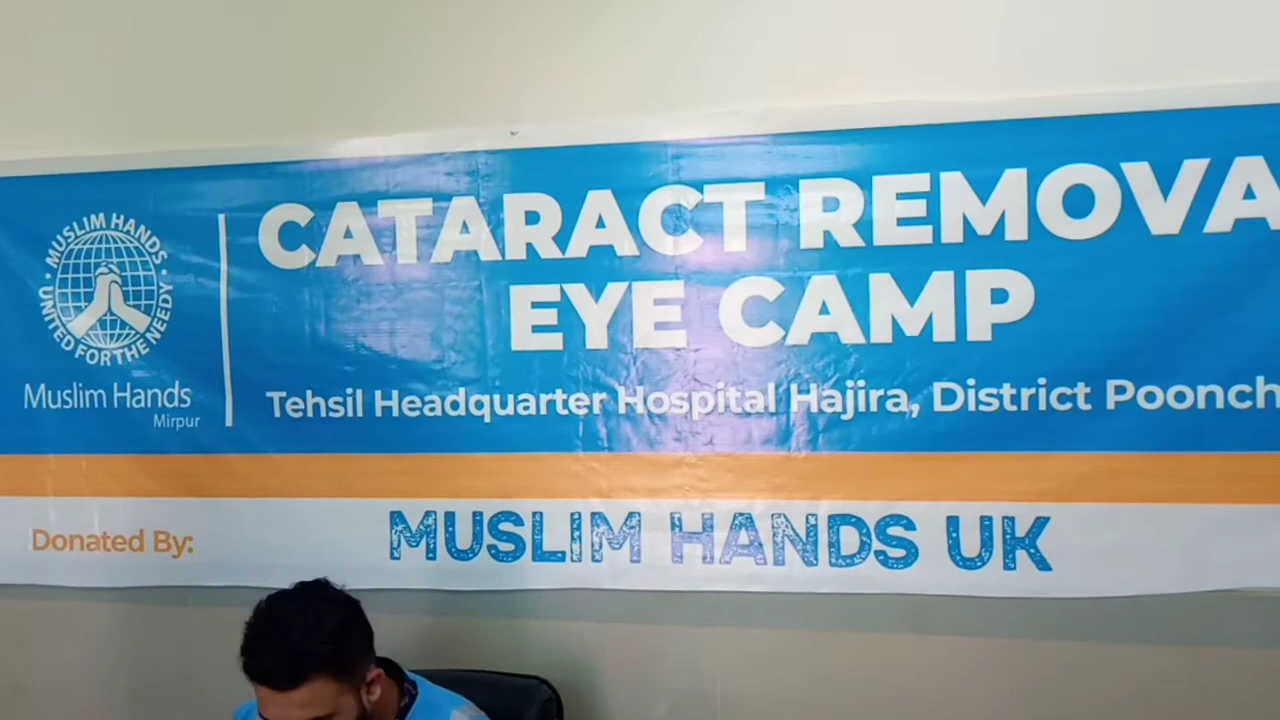 MUSLIM HANDS
UNITED FOR THE NEEDY
Muslim Hands
Mirpur
CATARACT REMOVA
EYE CAMP
Tehsil Headquarter Hospital Hajira, District Poonch
Donated By:
MUSLIM HANDS UK